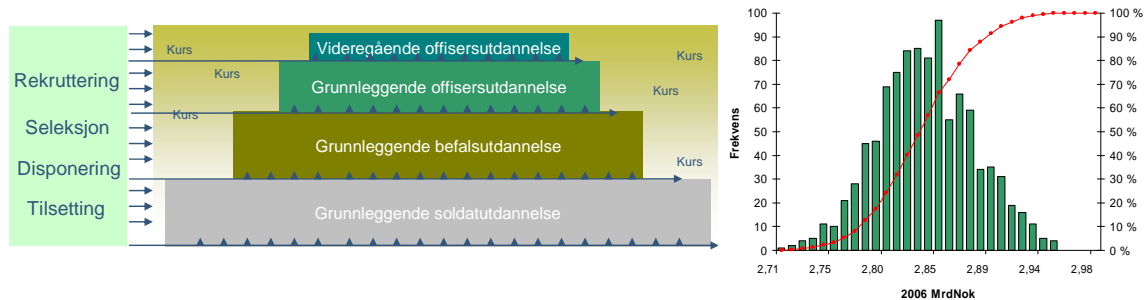 Rekruttering
Seleksjon
Disponering
Tilsetting
Kurs
Videregående offisersutdannelse
Kurs
Kurs
Grunnleggende offisersutdannelse
Kurs
Kurs
Grunnleggende befalsutdannelse
Kurs
Grunnleggende soldatutdannelse
Frekvens
100
90
80
70
60
50
40
30
20
10
0
100 %
90 %
80 %
70 %
60 %
50 %
40 %
30 %
20 %
10 %
0 %
2,71 2,75 2,80 2,85 2,89 2,94 2,98
2006 MrdNok